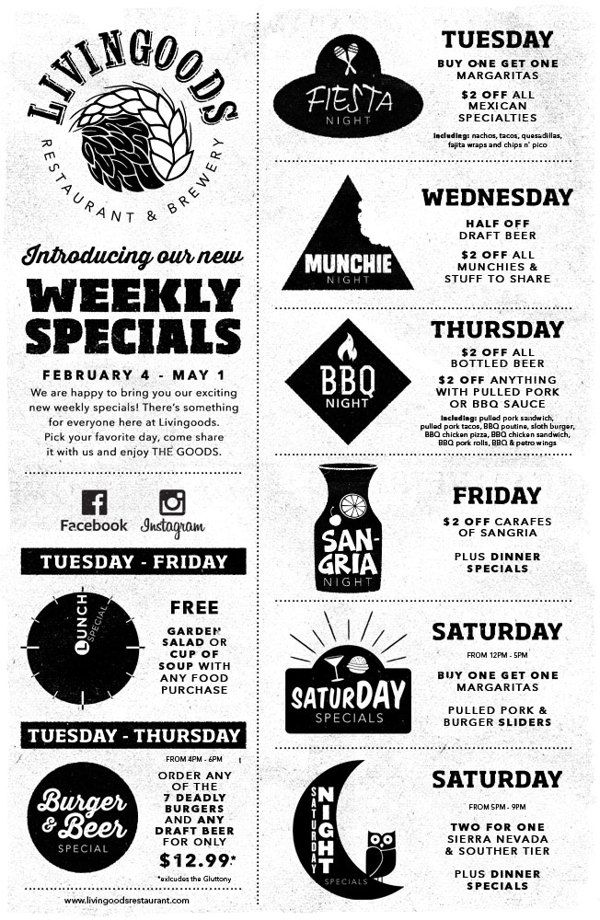 LIVINGOODS
RESTAURANT & BREWERY
Introducing our new
WEEKLY
SPECIALS
FEBRUARY 4 - MAY 1
We are happy to bring you our exciting
new weekly specials! There's something
for everyone here at Livingoods.
Pick your favorite day, come share
it with us and enjoy THE GOODS.
Facebook Instagram
TUESDAY - FRIDAY
LUNCH
SPECIAL
FREE
GARDEN
SALAD OR
CUP OF
SOUP WITH
ANY FOOD
PURCHASE
TUESDAY - THURSDAY
FROM 4PM - 6PM
Burger
& Beer
SPECIAL
ORDER ANY
OF THE
7 DEADLY
BURGERS
AND ANY
DRAFT BEER
FOR ONLY
$12.99*
*exlcudes the Gluttony
www.livingoodsrestaurant.com
FIESTA
NIGHT
TUESDAY
BUY ONE GET ONE
MARGARITAS
$2 OFF ALL
MEXICAN
SPECIALTIES
Including: nachos, tacos, quesadillas,
fajita wraps and chips n' pico
MUNCHIE
NIGHT
WEDNESDAY
HALF OFF
DRAFT BEER
$2 OFF ALL
MUNCHIES &
STUFF TO SHARE
BBQ
NIGHT
THURSDAY
$2 OFF ALL
BOTTLED BEER
$2 OFF ANYTHING
WITH PULLED PORK
OR BBQ SAUCE
Including: pulled pork sandwich,
pulled pork tacos, BBQ poutine, sloth burger,
BBQ chicken pizza, BBQ chicken sandwich,
BBQ pork rolls, BBQ & petro wings
SAN-
GRIA
NIGHT
FRIDAY
$2 OFF CARAFES
OF SANGRIA
PLUS DINNER
SPECIALS
SATURDAY
SPECIALS
SATURDAY
FROM 12PM - 5PM
BUY ONE GET ONE
MARGARITAS
PULLED PORK &
BURGER SLIDERS
SATURDAY
NIGHT
SPECIALS
SATURDAY
FROM 5PM - 9PM
TWO FOR ONE
SIERRA NEVADA
& SOUTHER TIER
PLUS DINNER
SPECIALS